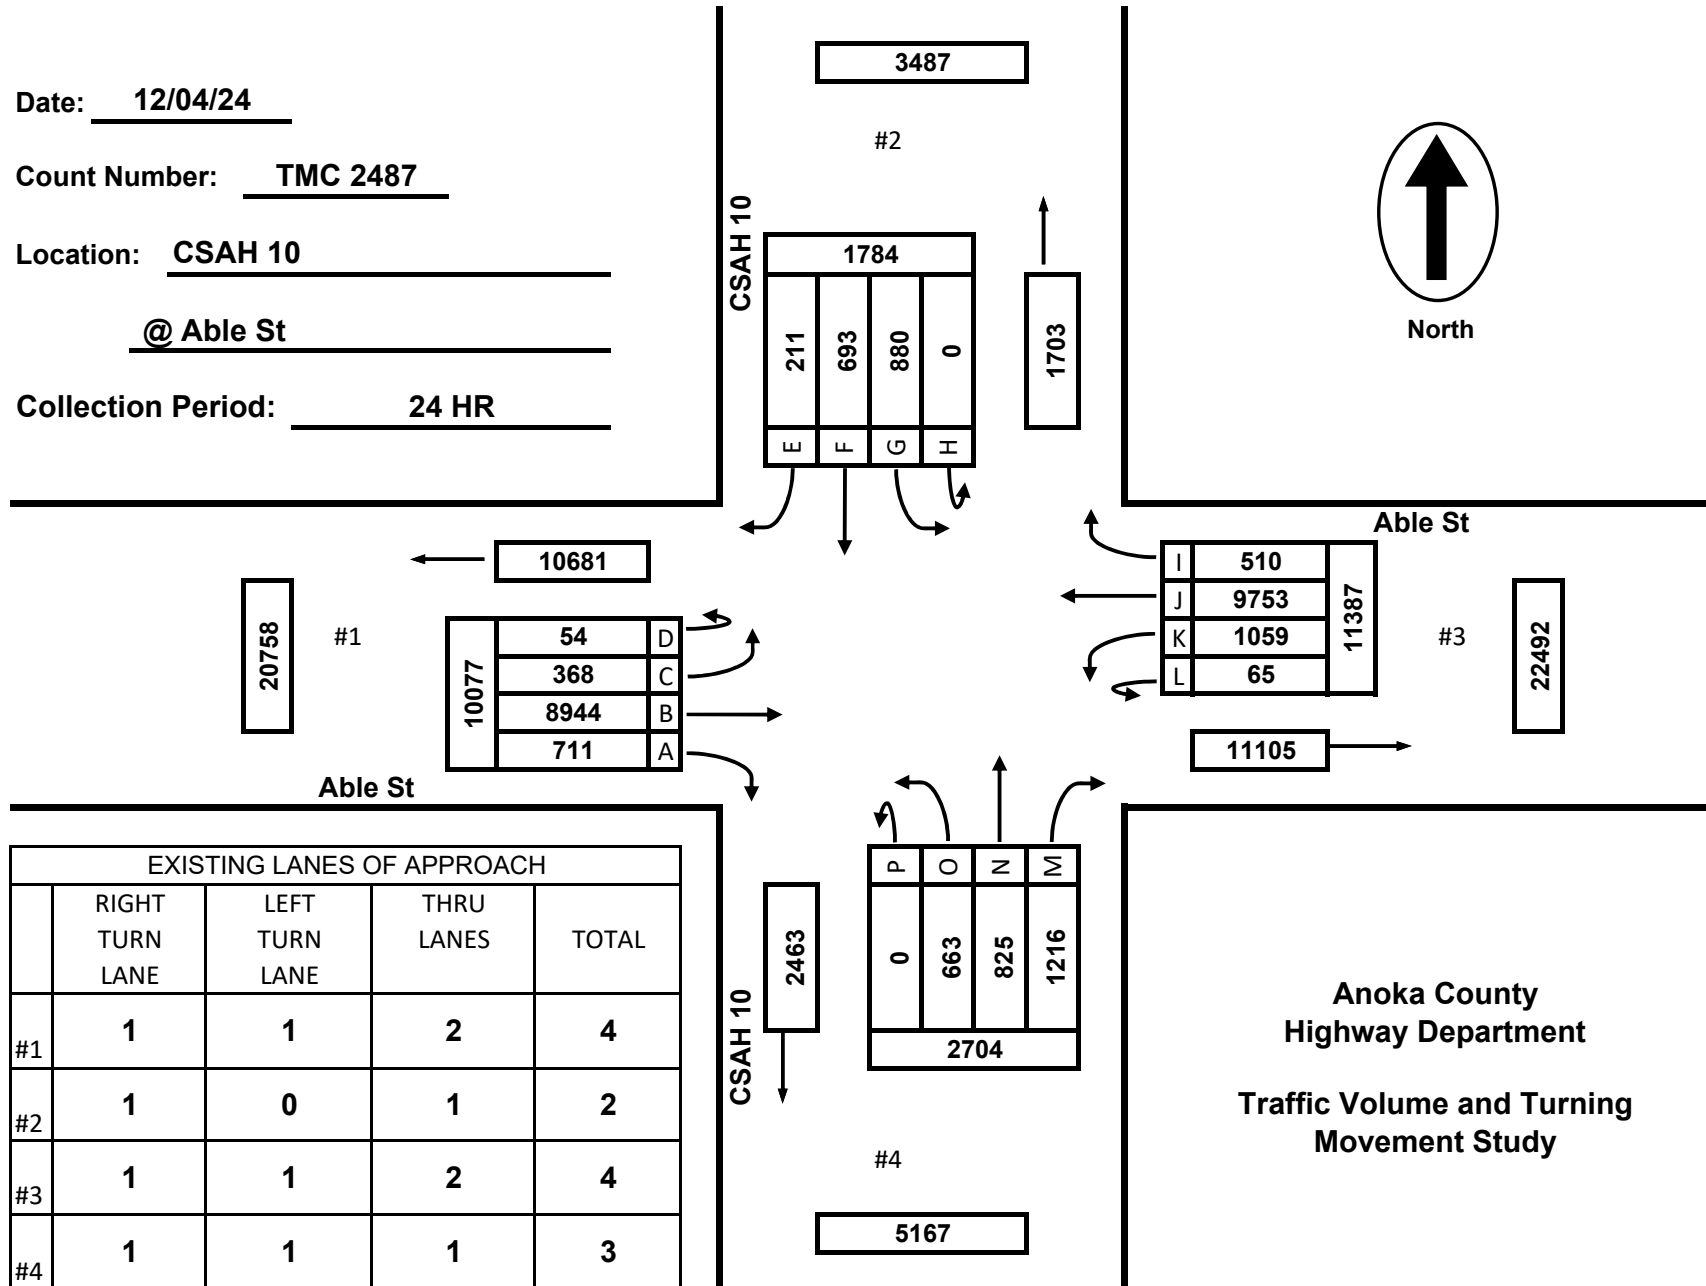 Date: 12/04/24
Count Number: TMC 2487
Location: CSAH 10
@ Able St
Collection Period: 24 HR
3487
#2
CSAH 10
1784
211 693 880 0
E F G H
1703
North
Able St
10681
20758
#1
10077
54 D
368 C
8944 B
711 A
Able St
I 510
J 9753
K 1059
L 65
11387
#3
22492
11105
P O N M
0 663 825 1216
2704
2463
CSAH 10
#4
5167
EXISTING LANES OF APPROACH
RIGHT TURN LANE LEFT TURN LANE THRU LANES TOTAL
#1 1 1 2 4
#2 1 0 1 2
#3 1 1 2 4
#4 1 1 1 3
Anoka County
Highway Department
Traffic Volume and Turning
Movement Study